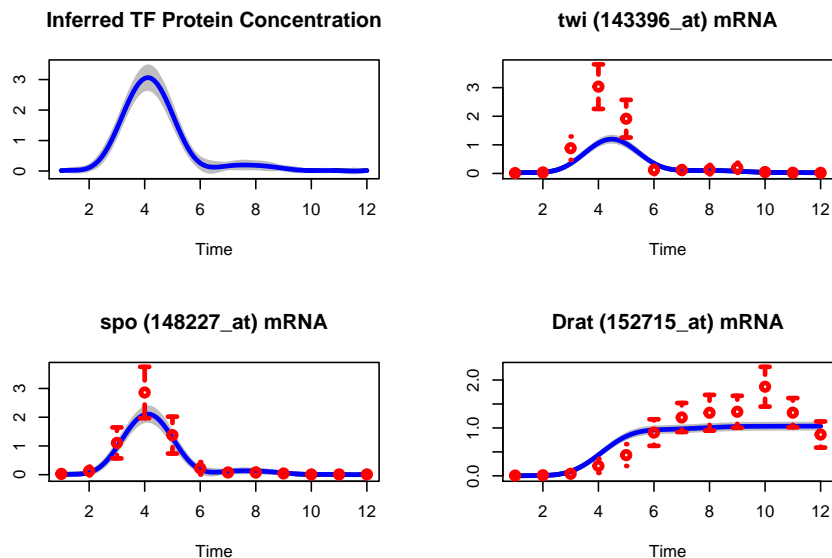 Inferred TF Protein Concentration
3
2
1
0
2 4 6 8 10 12
Time
twi (143396_at) mRNA
3
2
1
0
2 4 6 8 10 12
Time
spo (148227_at) mRNA
3
2
1
0
2 4 6 8 10 12
Time
Drat (152715_at) mRNA
2.0
1.0
0.0
2 4 6 8 10 12
Time